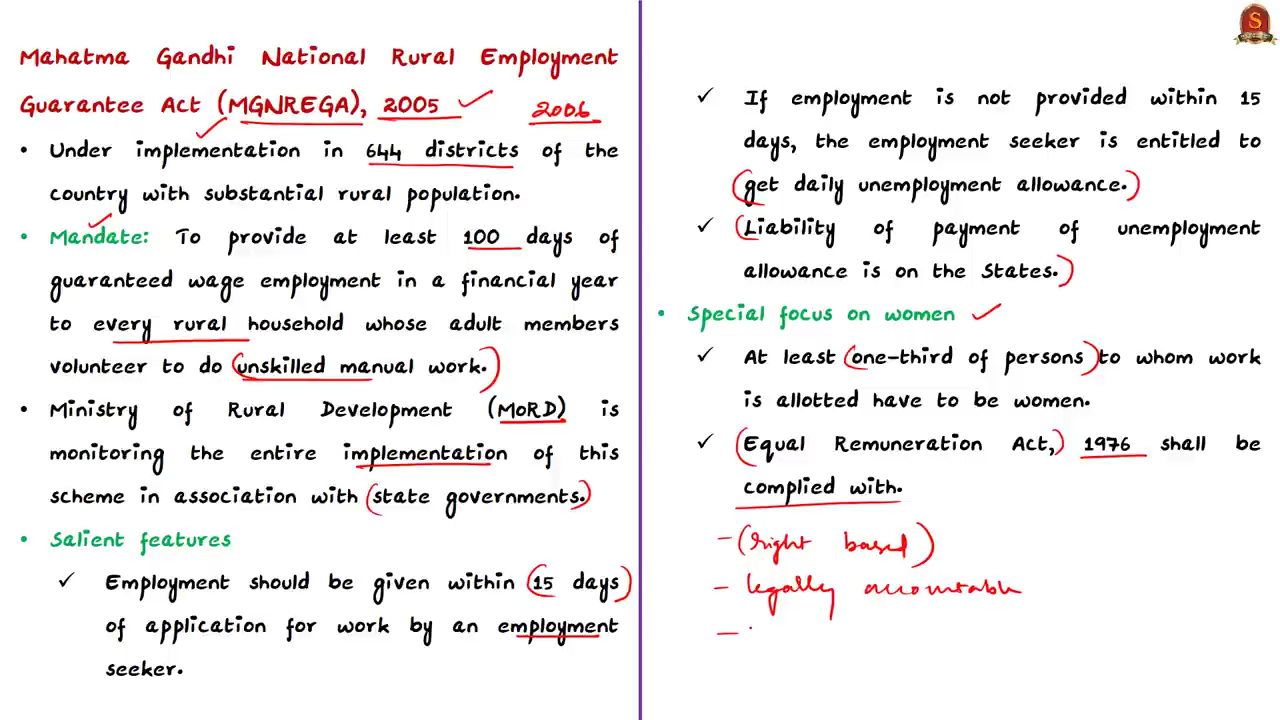 Mahatma Gandhi National Rural Employment
Guarantee Act (MGNREGA), 2005 ✓ 2006
• Under implementation in 644 districts of the
country with substantial rural population.
• Mandate: To provide at least 100 days of
guaranteed wage employment in a financial year
to every rural household whose adult members
volunteer to do (unskilled manual work.)
• Ministry of Rural Development (MoRD) is
monitoring the entire implementation of this
scheme in association with (state governments.)
• Salient features
✓ Employment should be given within (15 days)
of application for work by an employment
seeker.
✓ If employment is not provided within 15
days, the employment seeker is entitled to
(get daily unemployment allowance.)
✓ (Liability of payment of unemployment
allowance is on the States.)
• Special focus on women ✓
✓ At least (one-third of persons) to whom work
is allotted have to be women.
✓ (Equal Remuneration Act,) 1976 shall be
complied with.
- (right based)
- legally accountable
-
S